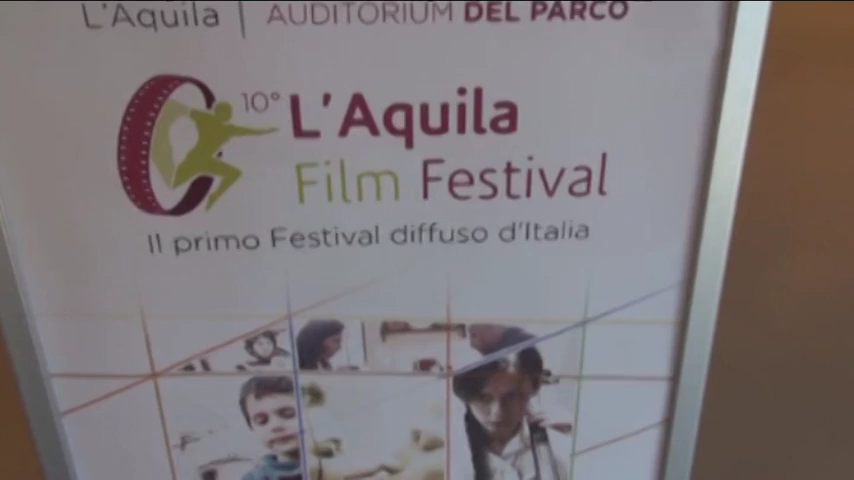 L'Aquila | AUDITORIUM DEL PARCO
10° L'Aquila
Film Festival
Il primo Festival diffuso d'Italia